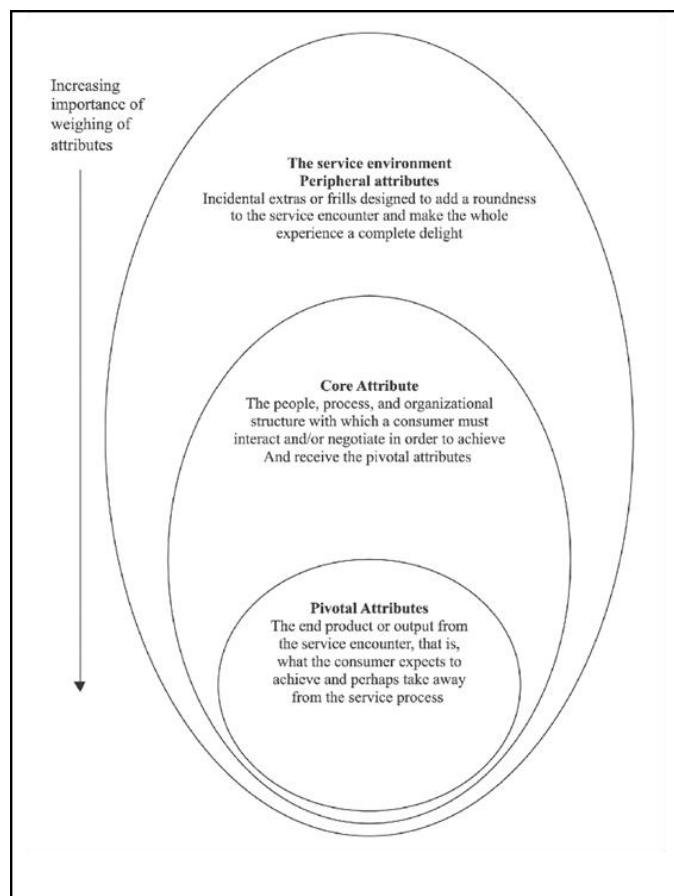 Increasing
importance of
weighing of
attributes
The service environment
Peripheral attributes
Incidental extras or frills designed to add a roundness
to the service encounter and make the whole
experience a complete delight
Core Attribute
The people, process, and organizational
structure with which a consumer must
interact and/or negotiate in order to achieve
And receive the pivotal attributes
Pivotal Attributes
The end product or output from
the service encounter, that is,
what the consumer expects to
achieve and perhaps take away
from the service process